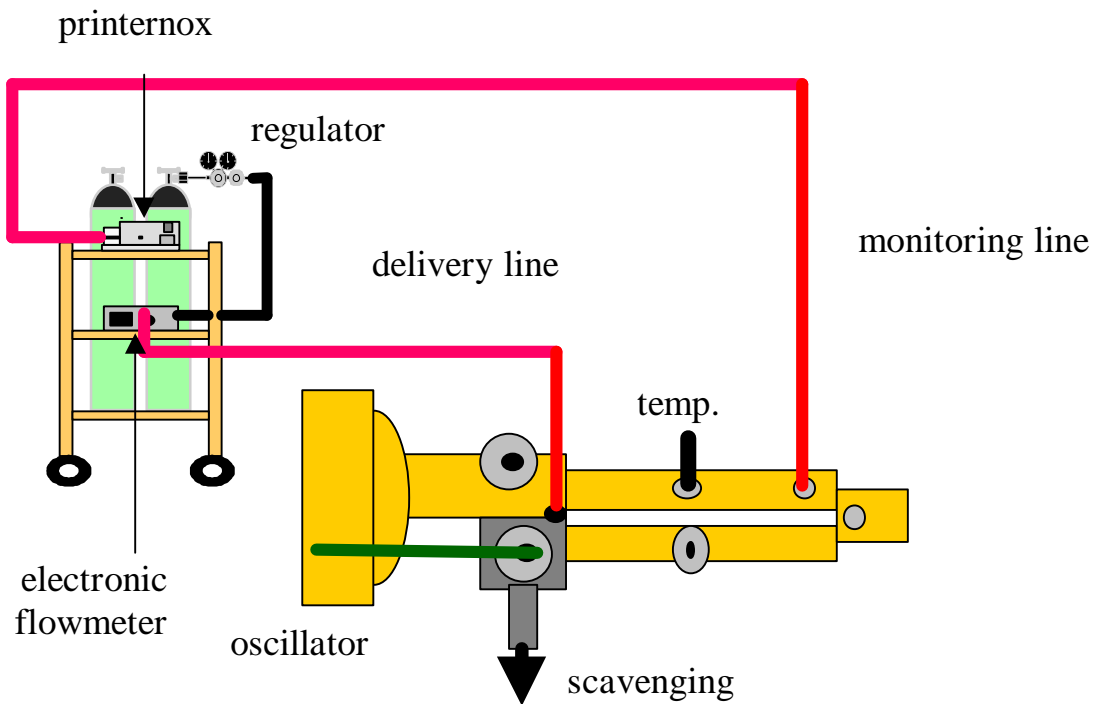 printernox
regulator
monitoring line
delivery line
temp.
electronic
flowmeter
oscillator
scavenging